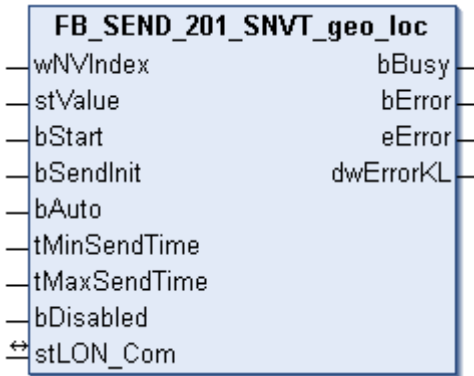 FB_SEND_201_SNVT_geo_loc
wNVIndex bBusy
stValue bError
bStart eError
bSendInit dwErrorKL
bAuto
tMinSendTime
tMaxSendTime
bDisabled
stLON_Com